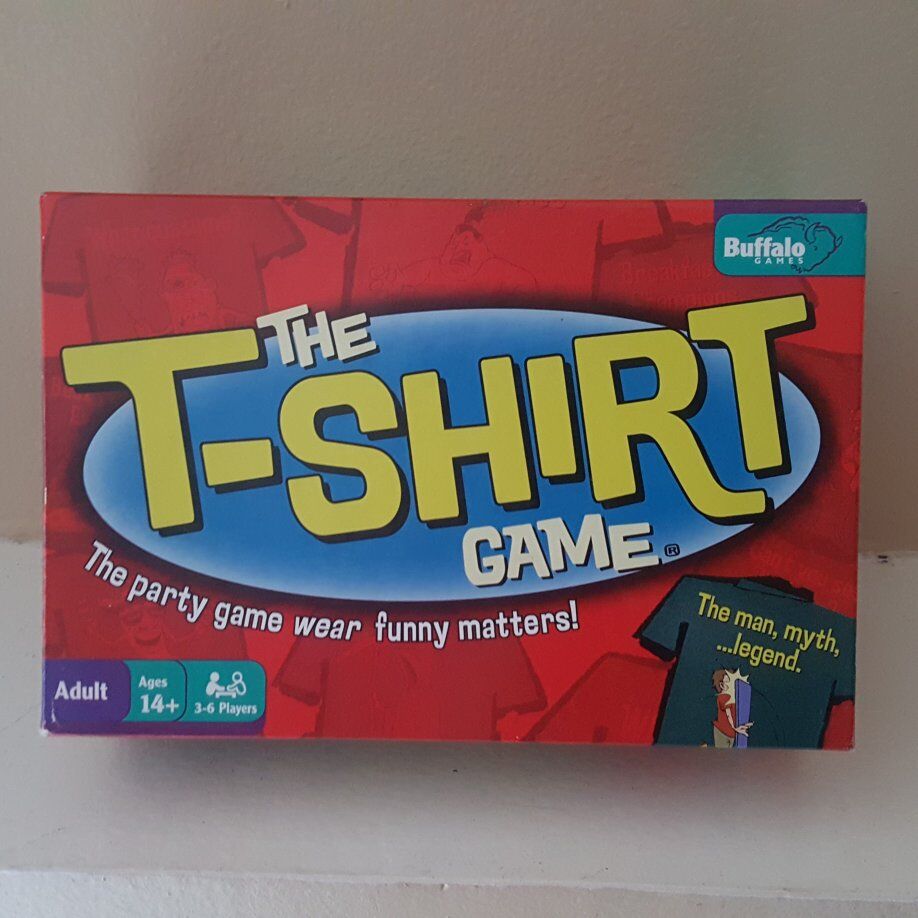 Buffalo
GAMES
THE
T-SHIRT
GAME®
The party game wear funny matters!
The man, myth,
...legend.
Adult
Ages
14+
3-6 Players